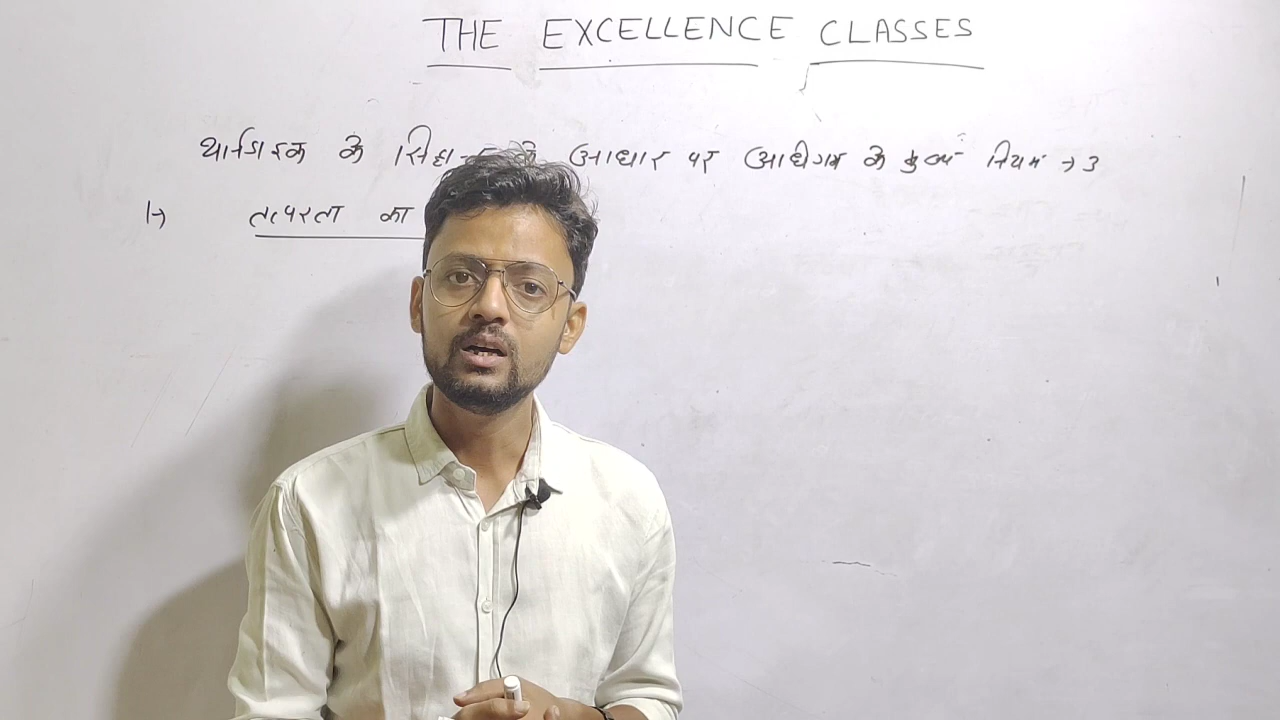 THE EXCELLENCE CLASSES
थार्नडाइक के आधार पर अधिगम के मुख्य नियम → 3
1→ तत्परता का